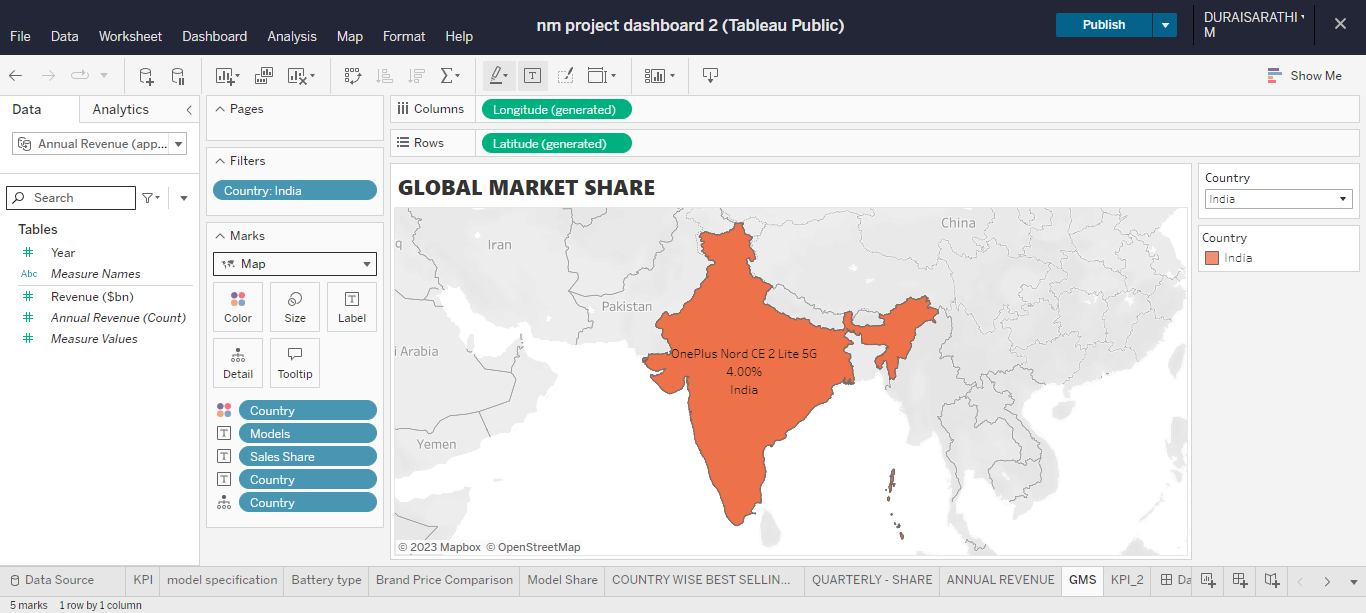 nm project dashboard 2 (Tableau Public)
Publish
DURAISARATHI M
File Data Worksheet Dashboard Analysis Map Format Help
Show Me
Data Analytics
Pages
Columns Longitude (generated)
Rows Latitude (generated)
Annual Revenue (app...
Search
Tables
Year
Abc Measure Names
Revenue ($bn)
Annual Revenue (Count)
Measure Values
Filters
Country: India
Marks
Map
Color Size Label
Detail Tooltip
Country
T Models
T Sales Share
T Country
Country
GLOBAL MARKET SHARE
q
Iran
China
Pakistan
i Arabia
Yemen
OnePlus Nord CE 2 Lite 5G
4.00%
India
© 2023 Mapbox © OpenStreetMap
Country
India
Country
India
Data Source KPI model specification Battery type Brand Price Comparison Model Share COUNTRY WISE BEST SELLIN... QUARTERLY - SHARE ANNUAL REVENUE GMS KPI_2 Da
5 marks 1 row by 1 column